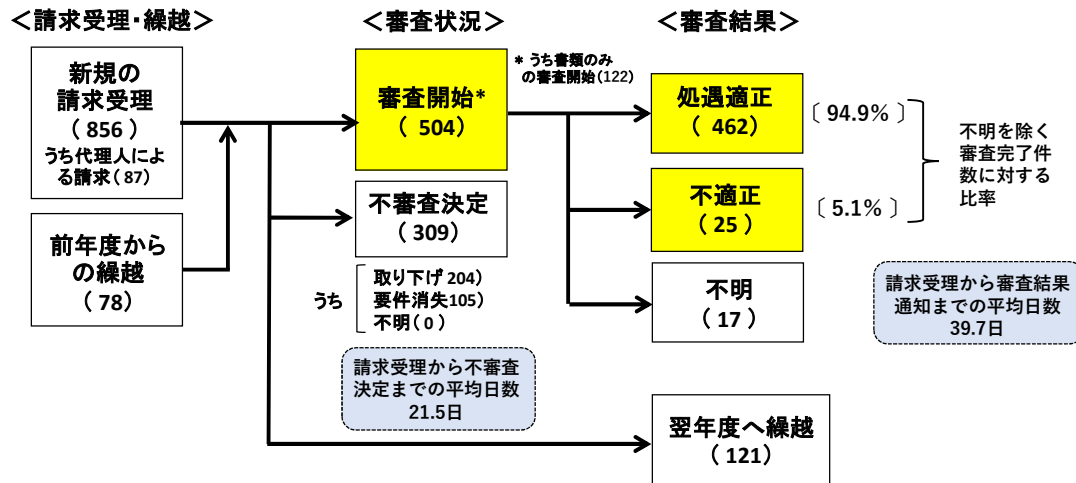 ＜請求受理･繰越＞
＜審査状況＞
＜審査結果＞
新規の
請求受理
( 856 )
うち代理人によ
る請求( 87)
前年度から
の繰越
( 78 )
審査開始*
( 504)
* うち書類のみ
の審査開始(122)
不審査決定
( 309)
うち
取り下げ 204)
要件消失105)
不明( 0 )
請求受理から不審査
決定までの平均日数
21.5日
処遇適正
( 462)
〔 94.9% 〕
不適正
( 25 )
〔 5.1% 〕
不明を除く
審査完了件
数に対する
比率
不明
( 17 )
請求受理から審査結果
通知までの平均日数
39.7日
翌年度へ繰越
( 121)